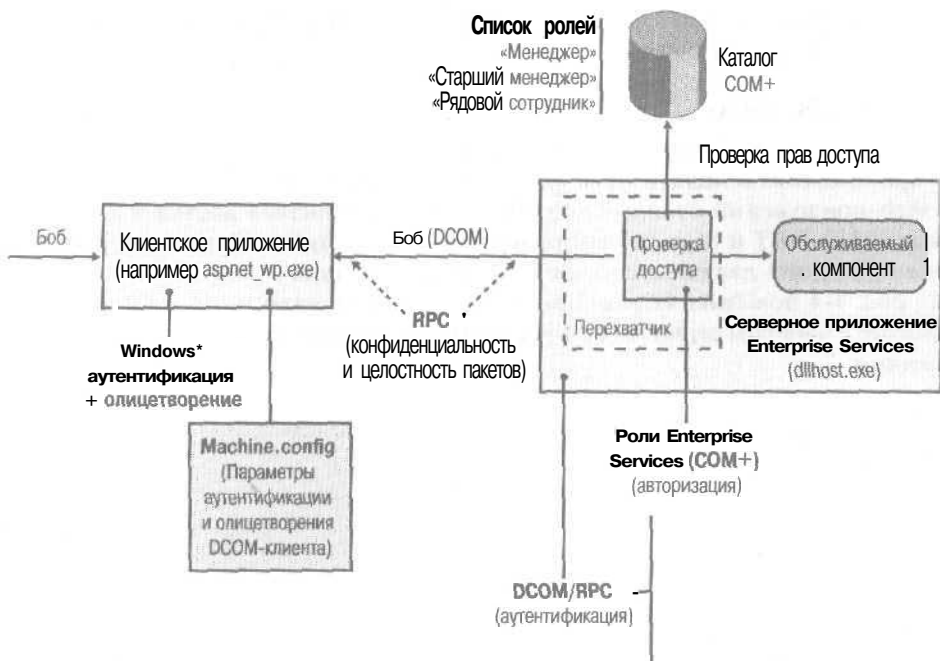 Список ролей
«Менеджер»
«Старший менеджер»
«Рядовой сотрудник»
Каталог
COM+
Проверка прав доступа
Боб
Клиентское приложение
(например aspnet_wp.exe)
Боб (DCOM)
Проверка
доступа
Обслуживаемый
. компонент
Перехватчик
Серверное приложение
Enterprise Services
(dllhost.exe)
RPC
(конфиденциальность
и целостность пакетов)
Windows*
аутентификация
+ олицетворение
Machine.config
(Параметры
аутентификации
и олицетворения
DCOM-клиента)
Роли Enterprise
Services (COM+)
(авторизация)
DCOM/RPC
(аутентификация)